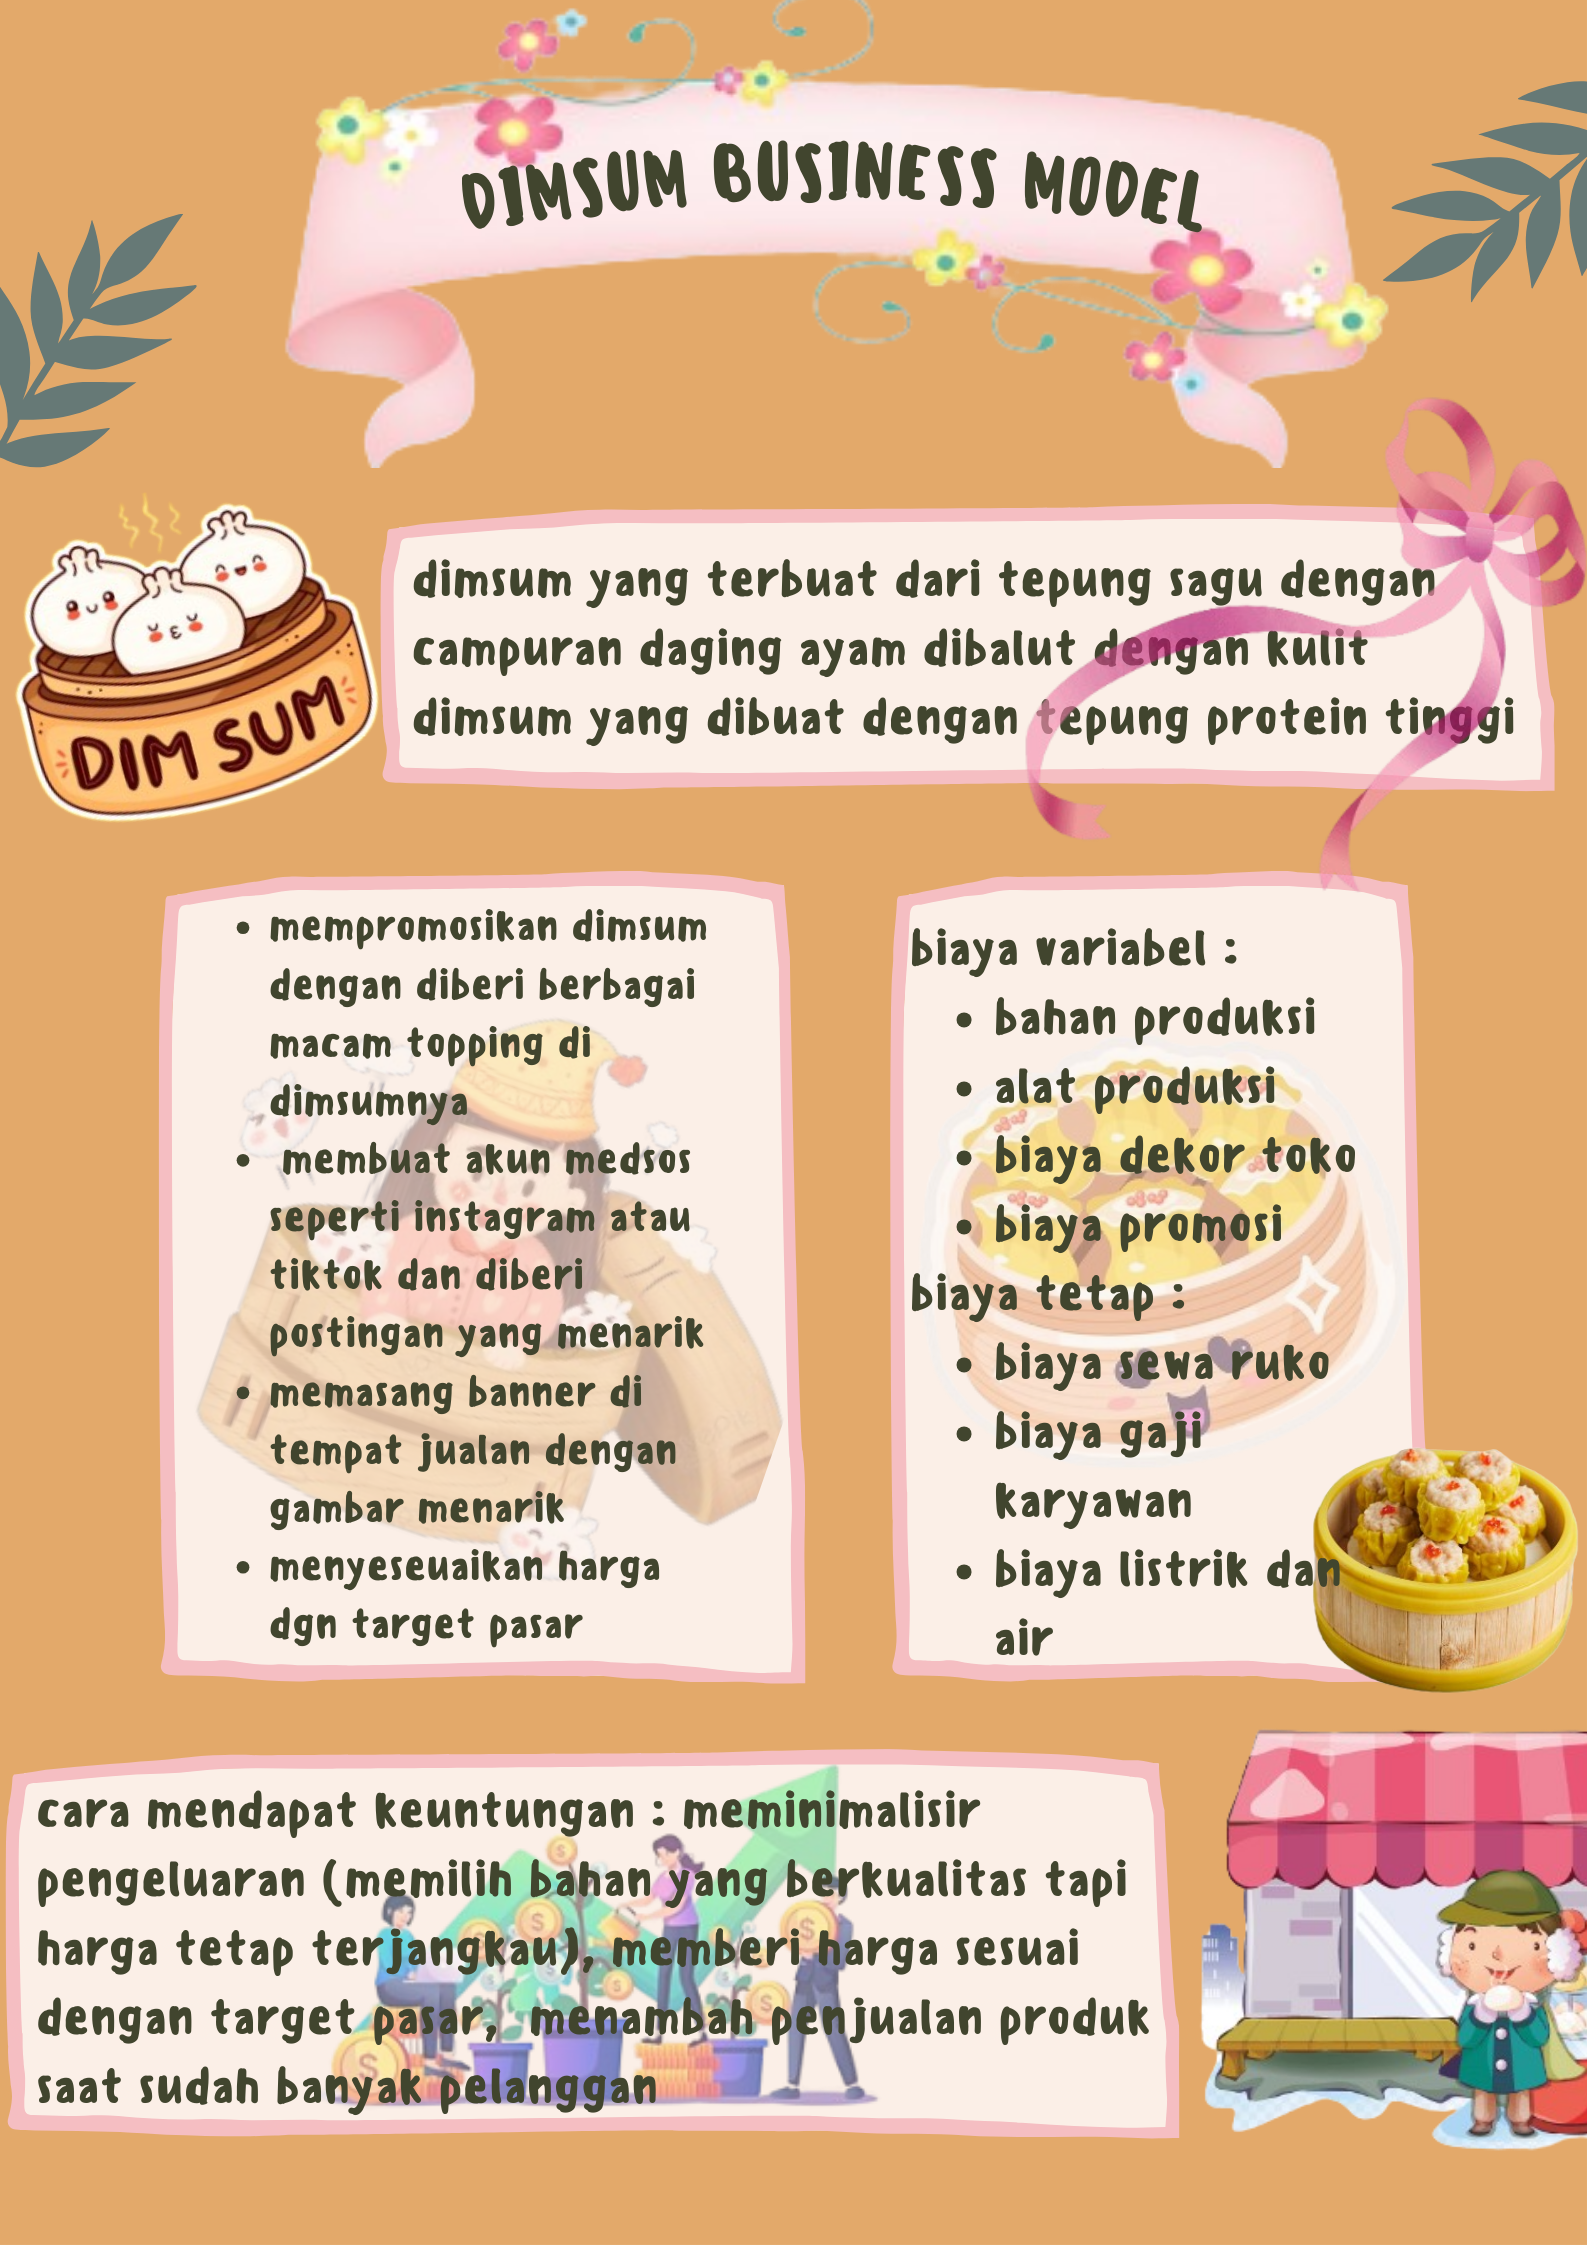 DIMSUM BUSINESS MODEL
DIM SUM
dimsum yang terbuat dari tepung sagu dengan
campuran daging ayam dibalut dengan kulit
dimsum yang dibuat dengan tepung protein tinggi
• mempromosikan dimsum
dengan diberi berbagai
macam topping di
dimsumnya
• membuat akun medsos
seperti instagram atau
tiktok dan diberi
postingan yang menarik
• memasang banner di
tempat jualan dengan
gambar menarik
• menyeseuaikan harga
dgn target pasar
biaya variabel :
• bahan produksi
• alat produksi
• biaya dekor toko
• biaya promosi
biaya tetap :
• biaya sewa ruko
• biaya gaji
karyawan
• biaya listrik dan
air
cara mendapat keuntungan : meminimalisir
pengeluaran (memilih bahan yang berkualitas tapi
harga tetap terjangkau), memberi harga sesuai
dengan target pasar, menambah penjualan produk
saat sudah banyak pelanggan